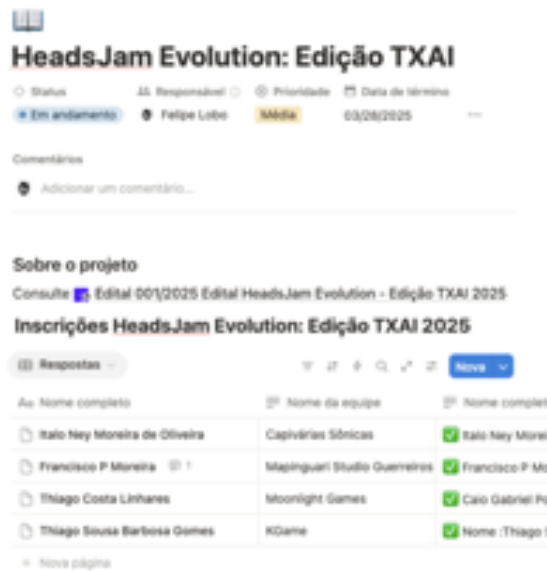 HeadsJam Evolution: Edição TXAI
Status Responsável Prioridade Data de término
Em andamento Felipe Lobo Média 03/28/2025
Comentários
Adicionar um comentário...
Sobre o projeto
Consulte Edital 001/2025 Edital HeadsJam Evolution - Edição TXAI 2025
Inscrições HeadsJam Evolution: Edição TXAI 2025
Respostas Nova
Aa Nome completo Nome da equipe Nome complet
Italo Ney Moreira de Oliveira Capivárias Sônicas Italo Ney Morei
Francisco P Moreira 1 Mapinguari Studio Guerreiros Francisco P Mo
Thiago Costa Linhares Moonlight Games Caio Gabriel Po
Thiago Sousa Barbosa Gomes KGame Nome :Thiago S
+ Nova página